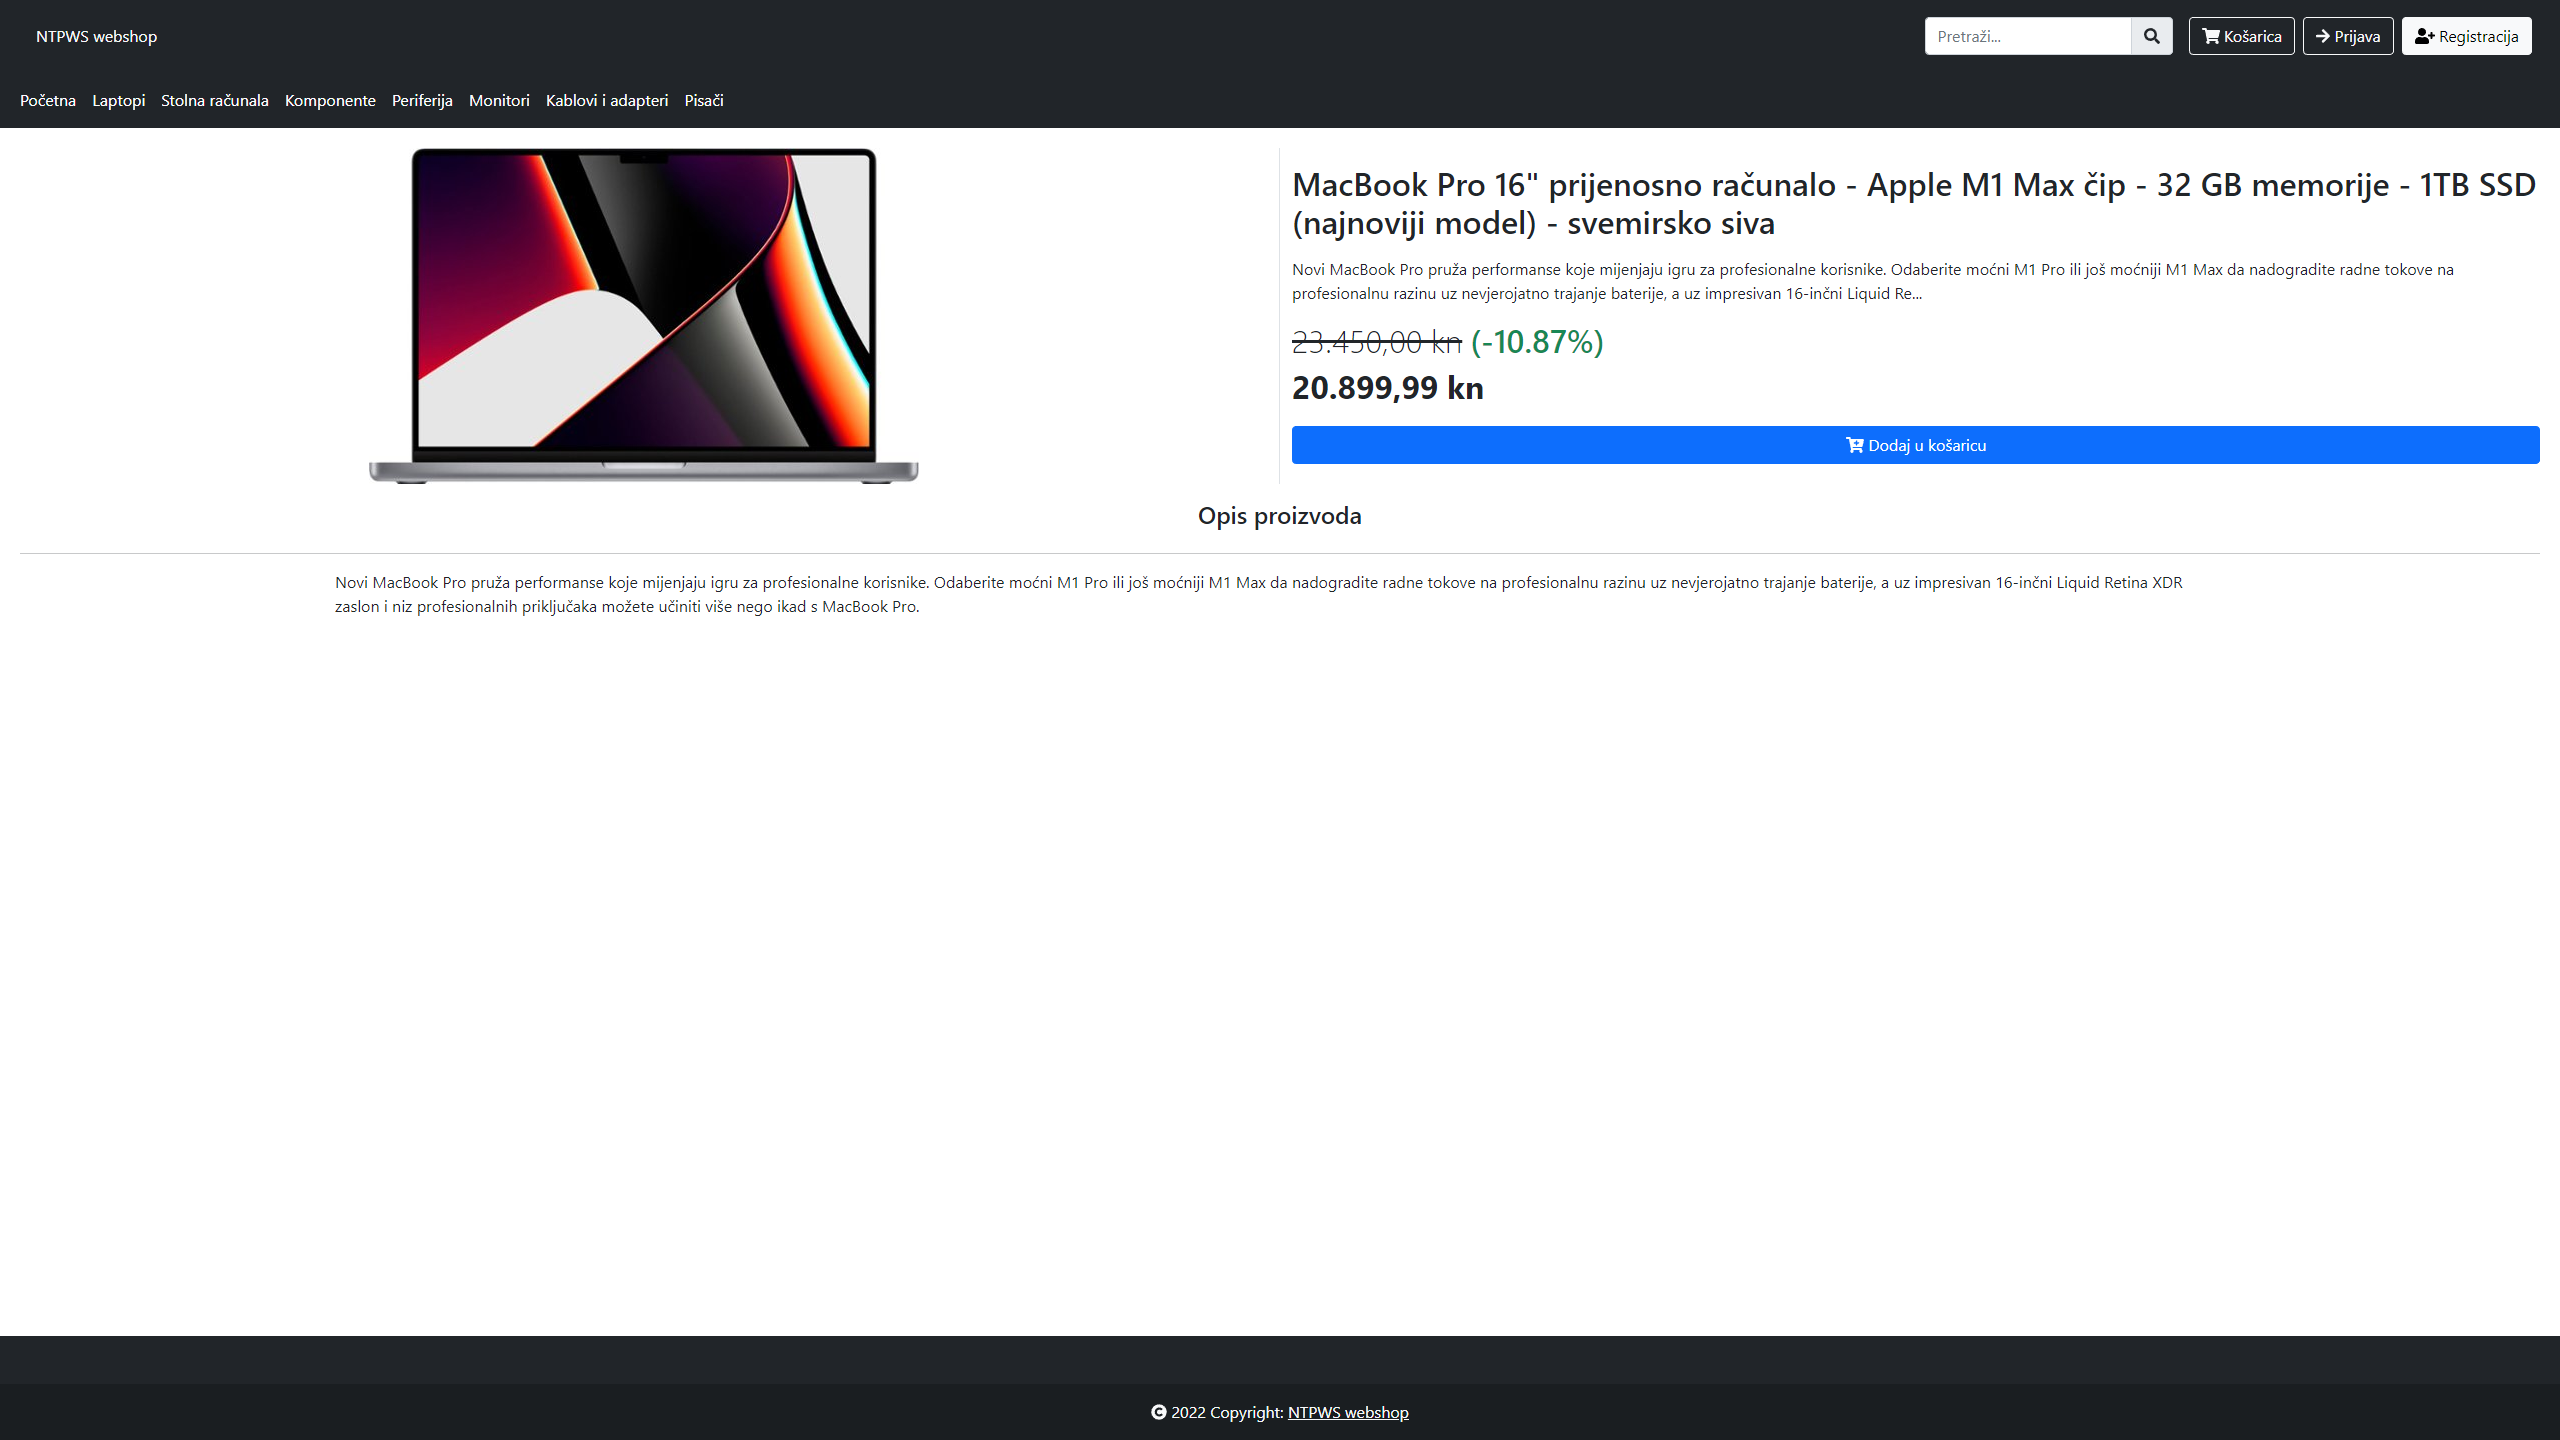 NTPWS webshop
Pretraži...
Košarica
Prijava
Registracija
Početna
Laptopi
Stolna računala
Komponente
Periferija
Monitori
Kablovi i adapteri
Pisači
MacBook Pro 16" prijenosno računalo - Apple M1 Max čip - 32 GB memorije - 1TB SSD
(najnoviji model) - svemirsko siva
Novi MacBook Pro pruža performanse koje mijenjaju igru za profesionalne korisnike. Odaberite moćni M1 Pro ili još moćniji M1 Max da nadogradite radne tokove na
profesionalnu razinu uz nevjerojatno trajanje baterije, a uz impresivan 16-inčni Liquid Re...
23.450,00 kn (-10.87%)
20.899,99 kn
Dodaj u košaricu
Opis proizvoda
Novi MacBook Pro pruža performanse koje mijenjaju igru za profesionalne korisnike. Odaberite moćni M1 Pro ili još moćniji M1 Max da nadogradite radne tokove na profesionalnu razinu uz nevjerojatno trajanje baterije, a uz impresivan 16-inčni Liquid Retina XDR
zaslon i niz profesionalnih priključaka možete učiniti više nego ikad s MacBook Pro.
© 2022 Copyright: NTPWS webshop